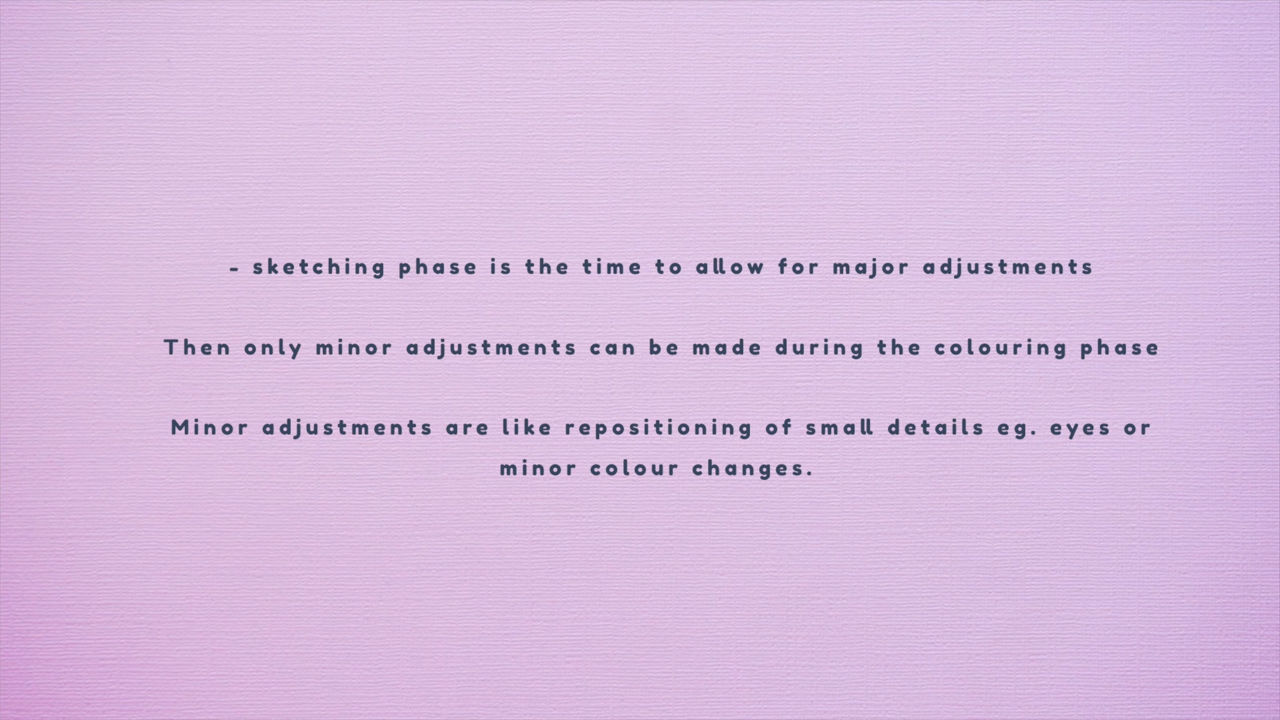 - sketching phase is the time to allow for major adjustments
Then only minor adjustments can be made during the colouring phase
Minor adjustments are like repositioning of small details eg. eyes or
minor colour changes.